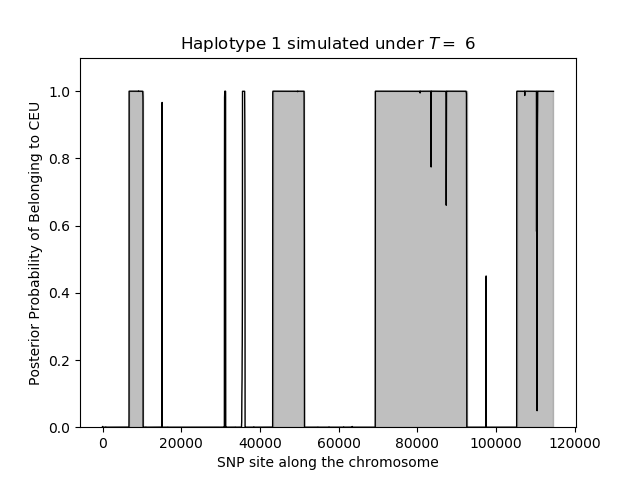 Haplotype 1 simulated under T = 6
Posterior Probability of Belonging to CEU
1.0
0.8
0.6
0.4
0.2
0.0
0 20000 40000 60000 80000 100000 120000
SNP site along the chromosome